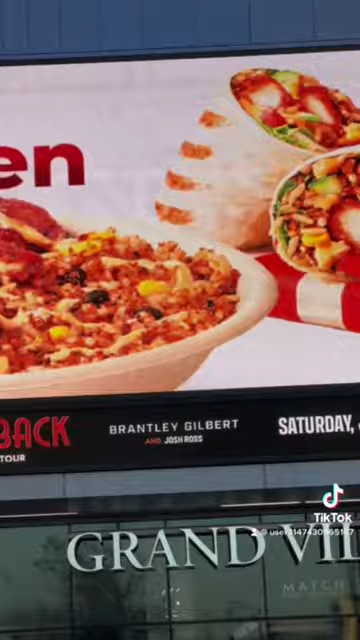 en
BACK
TOUR
BRANTLEY GILBERT
AND JOSH ROSS
SATURDAY,
TikTok
GRAND VI
MATCH